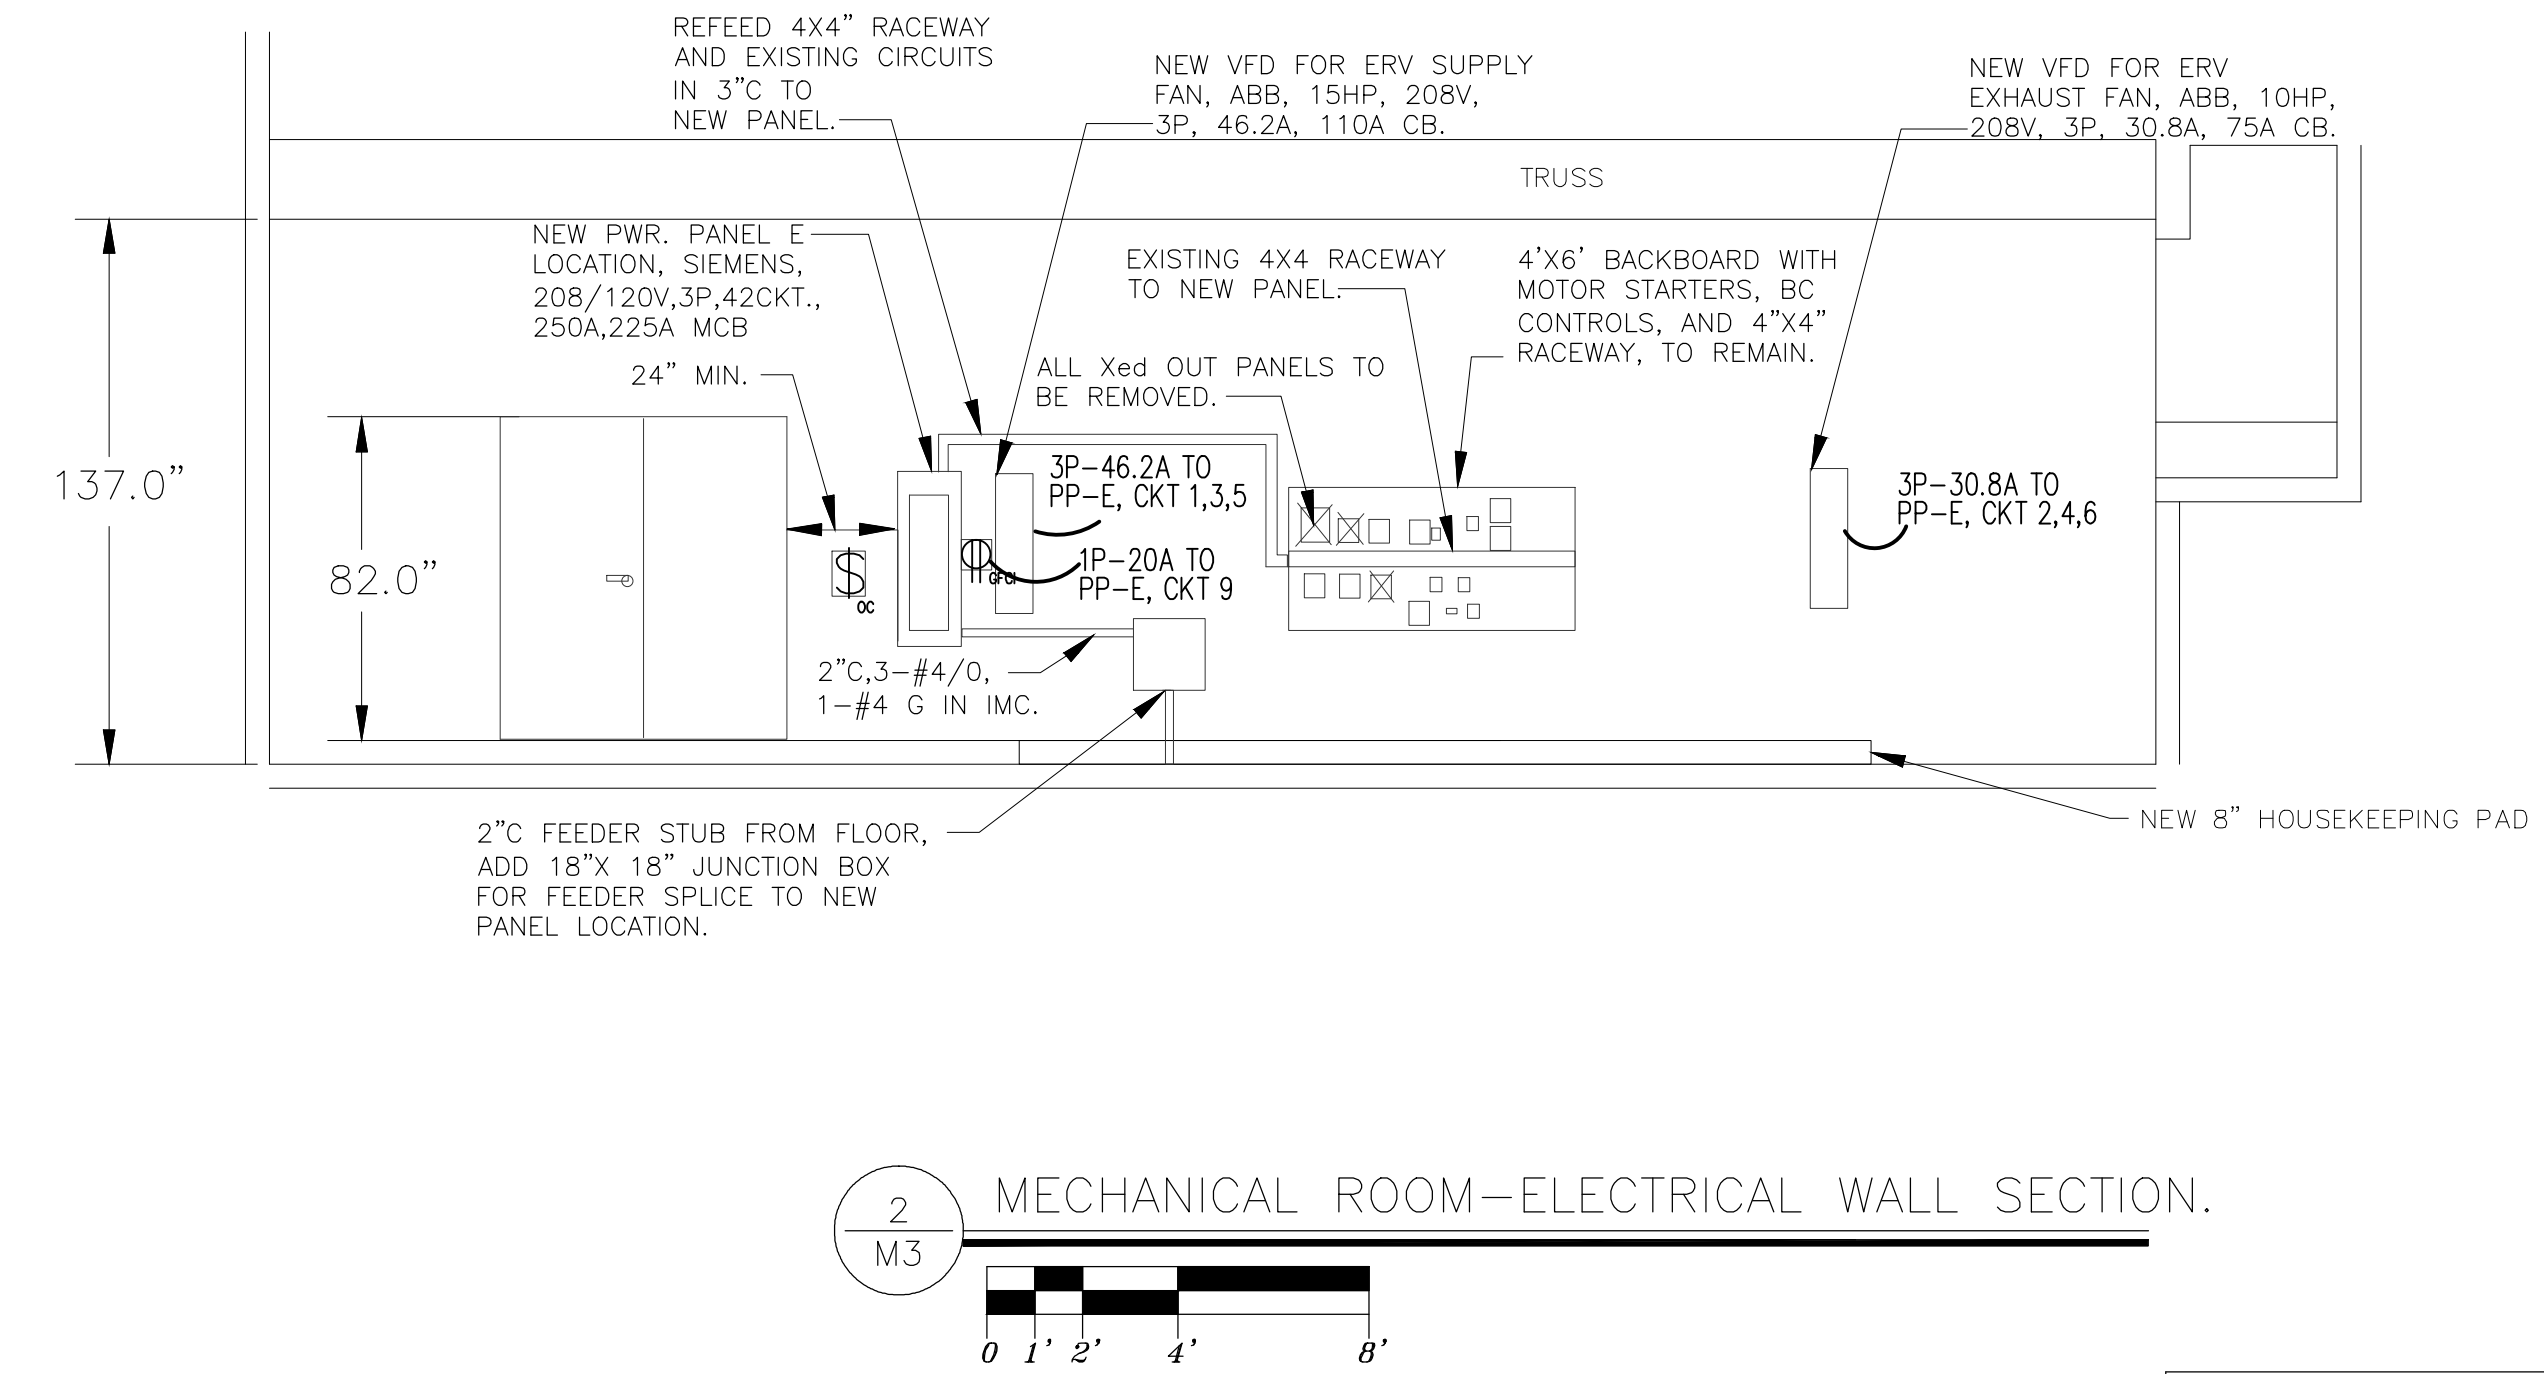 REFEED 4X4” RACEWAY
AND EXISTING CIRCUITS
IN 3”C TO
NEW PANEL.
NEW VFD FOR ERV SUPPLY
FAN, ABB, 15HP, 208V,
3P, 46.2A, 110A CB.
NEW VFD FOR ERV
EXHAUST FAN, ABB, 10HP,
208V, 3P, 30.8A, 75A CB.
TRUSS
NEW PWR. PANEL E
LOCATION, SIEMENS,
208/120V,3P,42CKT.,
250A,225A MCB
EXISTING 4X4 RACEWAY
TO NEW PANEL.
4’X6’ BACKBOARD WITH
MOTOR STARTERS, BC
CONTROLS, AND 4”X4”
RACEWAY, TO REMAIN.
24” MIN.
ALL Xed OUT PANELS TO
BE REMOVED.
137.0”
82.0”
3P–46.2A TO
PP–E, CKT 1,3,5
3P–30.8A TO
PP–E, CKT 2,4,6
$
OC
GFCI
1P–20A TO
PP–E, CKT 9
2”C,3–#4/0,
1–#4 G IN IMC.
2”C FEEDER STUB FROM FLOOR,
ADD 18”X 18” JUNCTION BOX
FOR FEEDER SPLICE TO NEW
PANEL LOCATION.
NEW 8” HOUSEKEEPING PAD
2
M3
MECHANICAL ROOM–ELECTRICAL WALL SECTION.
0 1’ 2’ 4’ 8’